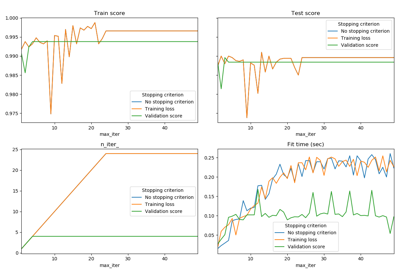 Train score
1.000
0.995
0.990
0.985
0.980
0.975
Stopping criterion
No stopping criterion
Training loss
Validation score
10 20 30 40
max_iter
Test score
Stopping criterion
No stopping criterion
Training loss
Validation score
10 20 30 40
max_iter
n_iter_
25
20
15
10
5
0
Stopping criterion
No stopping criterion
Training loss
Validation score
10 20 30 40
max_iter
Fit time (sec)
0.25
0.20
0.15
0.10
0.05
Stopping criterion
No stopping criterion
Training loss
Validation score
10 20 30 40
max_iter